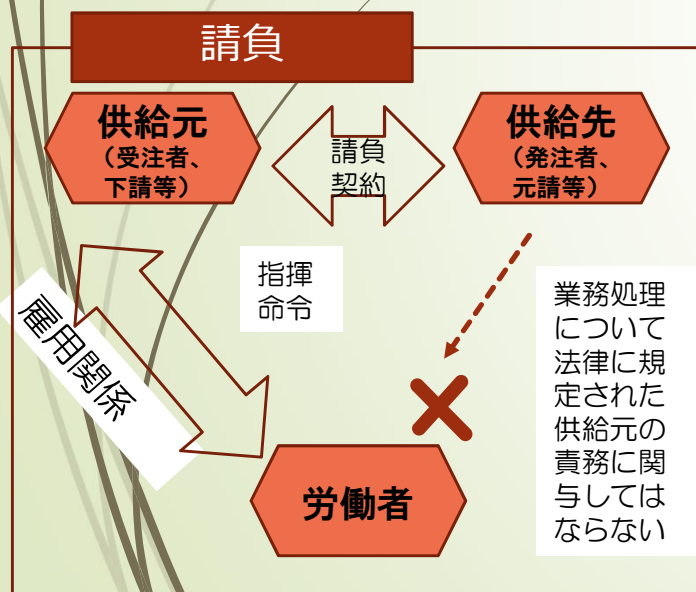 請負
供給元
（受注者、
下請等）
請負
契約
供給先
（発注者、
元請等）
指揮
命令
雇用関係
業務処理
について
法律に規
定された
供給元の
責務に関
与しては
ならない
労働者